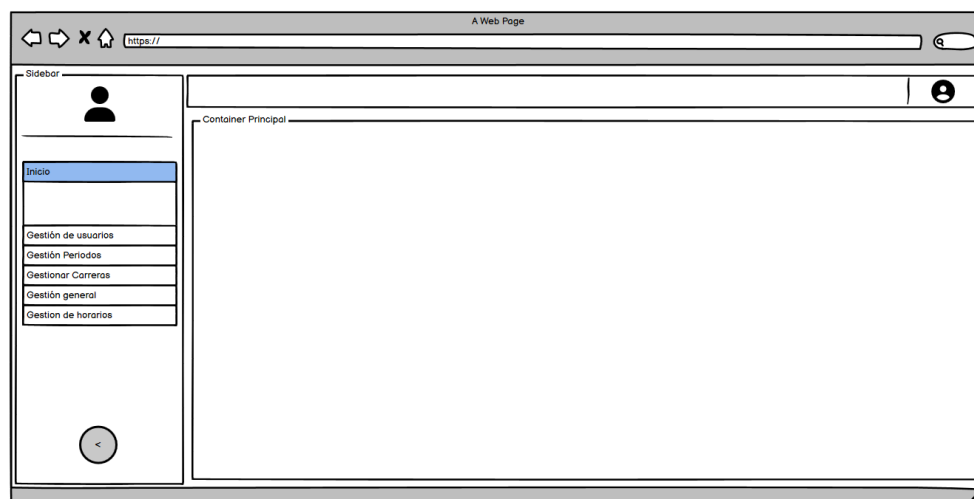 A Web Page
https://
Sidebar
Container Principal
Inicio
Gestión de usuarios
Gestión Periodos
Gestionar Carreras
Gestión general
Gestion de horarios
<